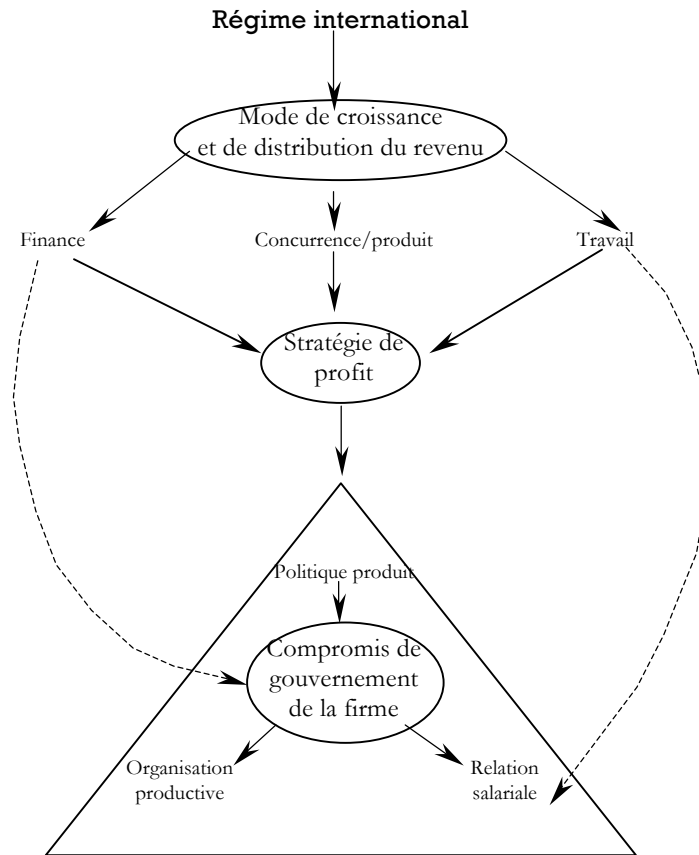 Régime international
Mode de croissance
et de distribution du revenu
Finance
Concurrence/produit
Travail
Stratégie de
profit
Politique produit
Compromis de
gouvernement
de la firme
Organisation
productive
Relation
salariale